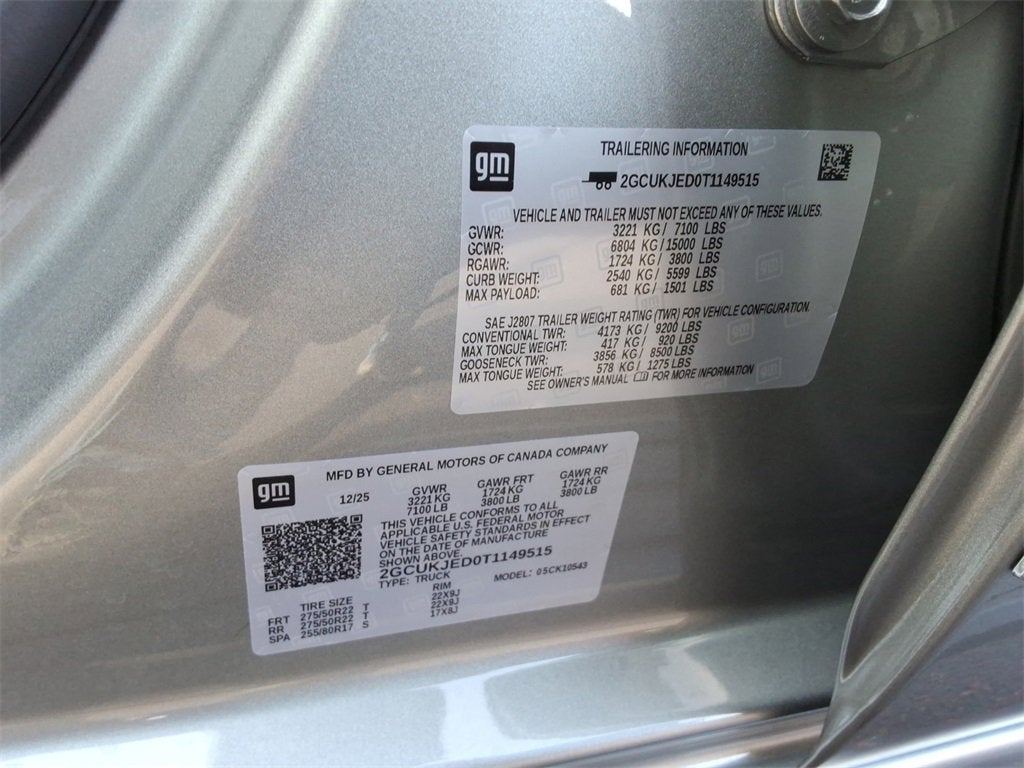 gm
TRAILERING INFORMATION
2GCUKJED0T1149515
VEHICLE AND TRAILER MUST NOT EXCEED ANY OF THESE VALUES.
GVWR: 3221 KG / 7100 LBS
GCWR: 6804 KG / 15000 LBS
RGAWR: 1724 KG / 3800 LBS
CURB WEIGHT: 2540 KG / 5599 LBS
MAX PAYLOAD: 681 KG / 1501 LBS
SAE J2807 TRAILER WEIGHT RATING (TWR) FOR VEHICLE CONFIGURATION.
CONVENTIONAL TWR: 4173 KG / 9200 LBS
MAX TONGUE WEIGHT: 417 KG / 920 LBS
GOOSENECK TWR: 3856 KG / 8500 LBS
MAX TONGUE WEIGHT: 578 KG / 1275 LBS
SEE OWNER'S MANUAL FOR MORE INFORMATION
gm
MFD BY GENERAL MOTORS OF CANADA COMPANY
12/25 GVWR GAWR FRT GAWR RR
3221 KG 1724 KG 1724 KG
7100 LB 3800 LB 3800 LB
THIS VEHICLE CONFORMS TO ALL
APPLICABLE U.S. FEDERAL MOTOR
VEHICLE SAFETY STANDARDS IN EFFECT
ON THE DATE OF MANUFACTURE
SHOWN ABOVE.
2GCUKJED0T1149515
TYPE: TRUCK MODEL: 05CK10543
TIRE SIZE RIM
FRT 275/50R22 T 22X9J
RR 275/50R22 T 22X9J
SPA 255/80R17 S 17X8J